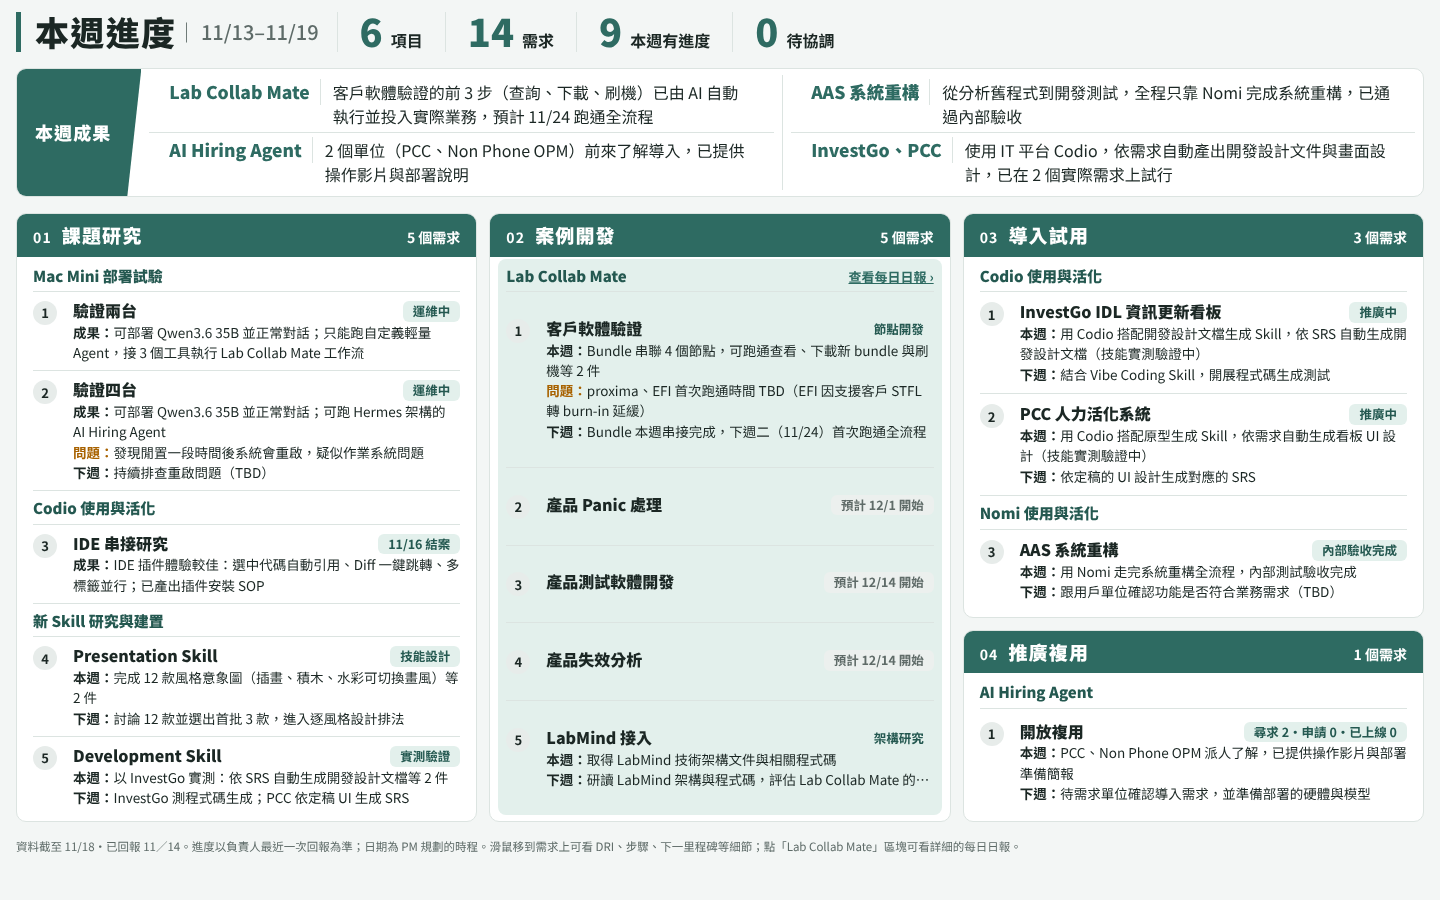 本週進度 11/13–11/19 6 項目 14 需求 9 本週有進度 0 待協調
本週成果
Lab Collab Mate 客戶軟體驗證的前 3 步（查詢、下載、刷機）已由 AI 自動
執行並投入實際業務，預計 11/24 跑通全流程
AI Hiring Agent 2 個單位（PCC、Non Phone OPM）前來了解導入，已提供
操作影片與部署說明
AAS 系統重構 從分析舊程式到開發測試，全程只靠 Nomi 完成系統重構，已通
過內部驗收
InvestGo、PCC 使用 IT 平台 Codio，依需求自動產出開發設計文件與畫面設
計，已在 2 個實際需求上試行
01 課題研究 5 個需求
Mac Mini 部署試驗
1 驗證兩台 運維中
成果：可部署 Qwen3.6 35B 並正常對話；只能跑自定義輕量
Agent，接 3 個工具執行 Lab Collab Mate 工作流
2 驗證四台 運維中
成果：可部署 Qwen3.6 35B 並正常對話；可跑 Hermes 架構的
AI Hiring Agent
問題：發現閒置一段時間後系統會重啟，疑似作業系統問題
下週：持續排查重啟問題（TBD）
Codio 使用與活化
3 IDE 串接研究 11/16 結案
成果：IDE 插件體驗較佳：選中代碼自動引用、Diff 一鍵跳轉、多
標籤並行；已產出插件安裝 SOP
新 Skill 研究與建置
4 Presentation Skill 技能設計
本週：完成 12 款風格意象圖（插畫、積木、水彩可切換畫風）等
2 件
下週：討論 12 款並選出首批 3 款，進入逐風格設計排法
5 Development Skill 實測驗證
本週：以 InvestGo 實測：依 SRS 自動生成開發設計文檔等 2 件
下週：InvestGo 測程式碼生成；PCC 依定稿 UI 生成 SRS
02 案例開發 5 個需求
Lab Collab Mate 查看每日日報 ›
1 客戶軟體驗證 節點開發
本週：Bundle 串聯 4 個節點，可跑通查看、下載新 bundle 與刷
機等 2 件
問題：proxima、EFI 首次跑通時間 TBD（EFI 因支援客戶 STFL
轉 burn-in 延緩）
下週：Bundle 本週串接完成，下週二（11/24）首次跑通全流程
2 產品 Panic 處理 預計 12/1 開始
3 產品測試軟體開發 預計 12/14 開始
4 產品失效分析 預計 12/14 開始
5 LabMind 接入 架構研究
本週：取得 LabMind 技術架構文件與相關程式碼
下週：研讀 LabMind 架構與程式碼，評估 Lab Collab Mate 的…
03 導入試用 3 個需求
Codio 使用與活化
1 InvestGo IDL 資訊更新看板 推廣中
本週：用 Codio 搭配開發設計文檔生成 Skill，依 SRS 自動生成開
發設計文檔（技能實測驗證中）
下週：結合 Vibe Coding Skill，開展程式碼生成測試
2 PCC 人力活化系統 推廣中
本週：用 Codio 搭配原型生成 Skill，依需求自動生成看板 UI 設
計（技能實測驗證中）
下週：依定稿的 UI 設計生成對應的 SRS
Nomi 使用與活化
3 AAS 系統重構 內部驗收完成
本週：用 Nomi 走完系統重構全流程，內部測試驗收完成
下週：跟用戶單位確認功能是否符合業務需求（TBD）
04 推廣複用 1 個需求
AI Hiring Agent
1 開放複用 尋求 2・申請 0・已上線 0
本週：PCC、Non Phone OPM 派人了解，已提供操作影片與部署
準備簡報
下週：待需求單位確認導入需求，並準備部署的硬體與模型
資料截至 11/18・已回報 11／14。進度以負責人最近一次回報為準；日期為 PM 規劃的時程。滑鼠移到需求上可看 DRI、步驟、下一里程碑等細節；點「Lab Collab Mate」區塊可看詳細的每日日報。